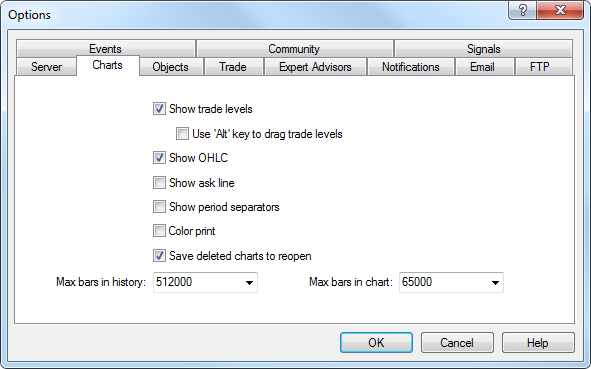 Options
Events Community Signals
Server Charts Objects Trade Expert Advisors Notifications Email FTP
Show trade levels
Use 'Alt' key to drag trade levels
Show OHLC
Show ask line
Show period separators
Color print
Save deleted charts to reopen
Max bars in history: 512000 Max bars in chart: 65000
OK Cancel Help